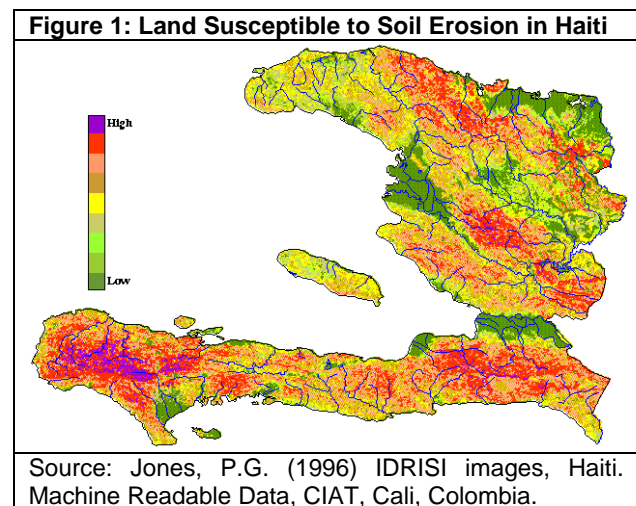 Figure 1: Land Susceptible to Soil Erosion in Haiti
High
Low
Source: Jones, P.G. (1996) IDRISI images, Haiti.
Machine Readable Data, CIAT, Cali, Colombia.